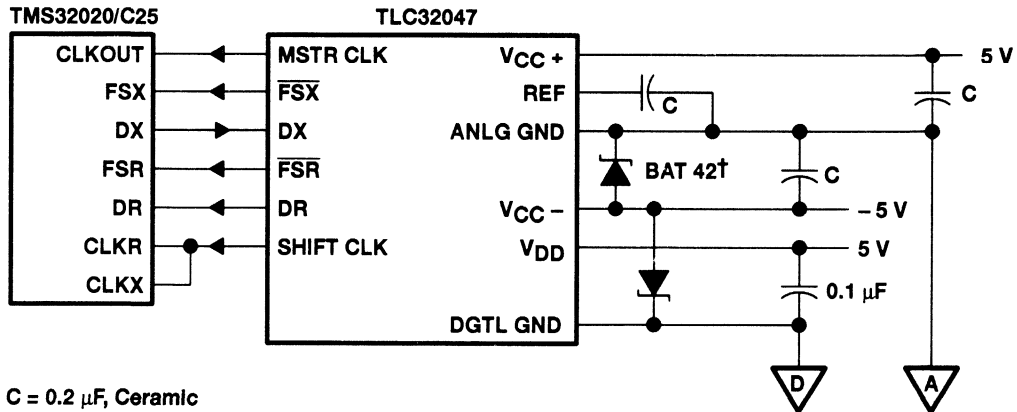 TMS32020/C25
TLC32047
CLKOUT
MSTR CLK
VCC +
5 V
FSX
FSX
REF
C
C
DX
DX
ANLG GND
FSR
FSR
BAT 42†
C
DR
DR
VCC –
– 5 V
CLKR
SHIFT CLK
VDD
5 V
CLKX
0.1 μF
DGTL GND
D
A
C = 0.2 μF, Ceramic